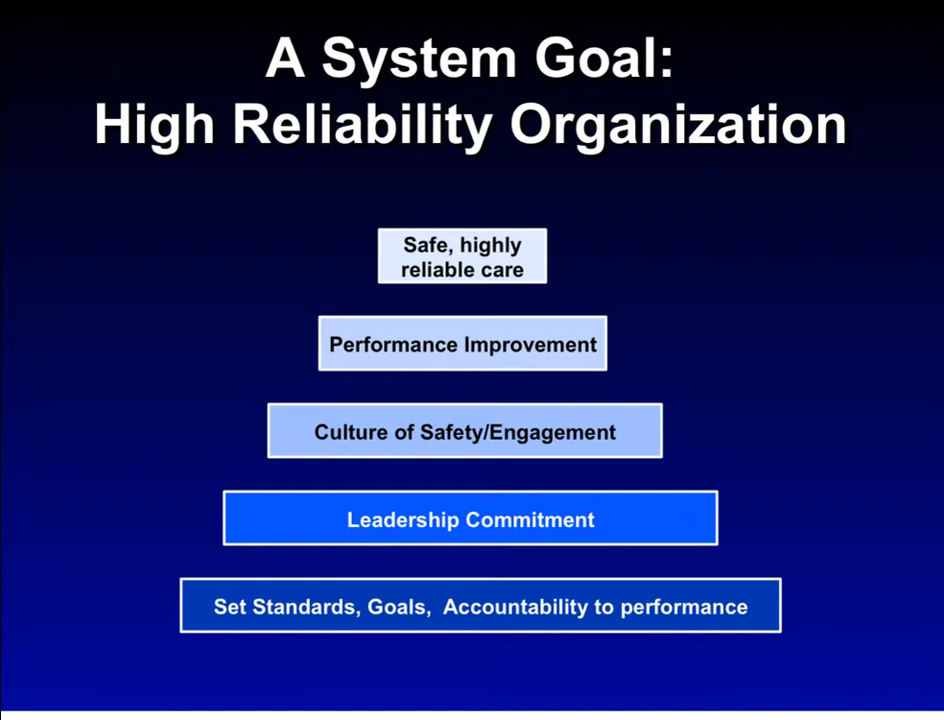 A System Goal:
High Reliability Organization
Safe, highly
reliable care
Performance Improvement
Culture of Safety/Engagement
Leadership Commitment
Set Standards, Goals,  Accountability to performance